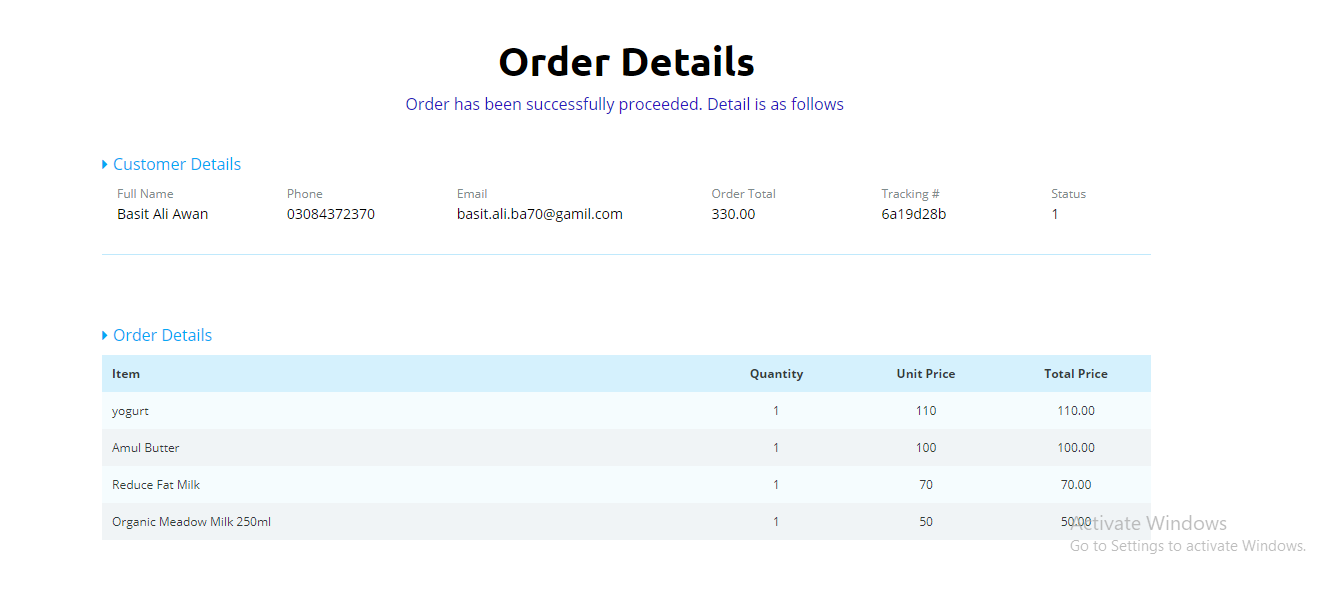 Order Details
Order has been successfully proceeded. Detail is as follows
Customer Details
Full Name Phone Email Order Total Tracking # Status
Basit Ali Awan 03084372370 basit.ali.ba70@gamil.com 330.00 6a19d28b 1
Order Details
Item Quantity Unit Price Total Price
yogurt 1 110 110.00
Amul Butter 1 100 100.00
Reduce Fat Milk 1 70 70.00
Organic Meadow Milk 250ml 1 50 50.00
Activate Windows
Go to Settings to activate Windows.